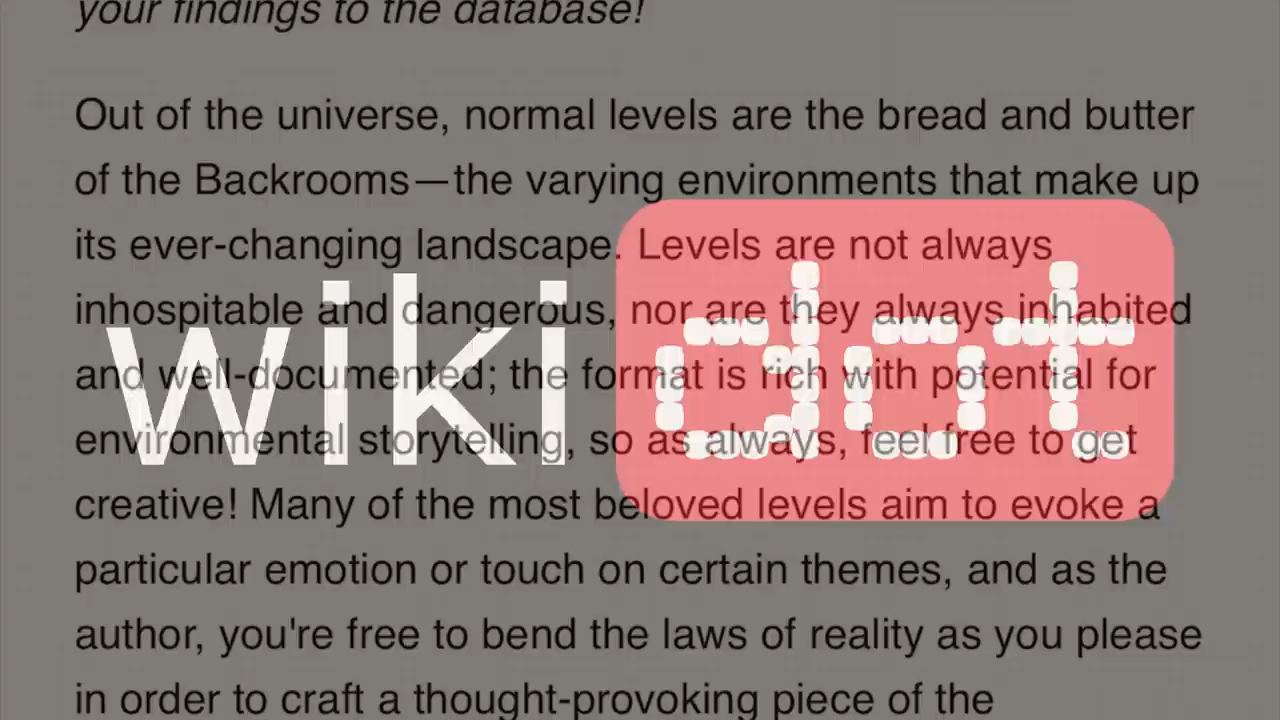 your findings to the database!
Out of the universe, normal levels are the bread and butter
of the Backrooms—the varying environments that make up
its ever-changing landscape. Levels are not always
inhospitable and dangerous, nor are they always inhabited
and well-documented; the format is rich with potential for
environmental storytelling, so as always, feel free to get
creative! Many of the most beloved levels aim to evoke a
particular emotion or touch on certain themes, and as the
author, you're free to bend the laws of reality as you please
in order to craft a thought-provoking piece of the
wikidot